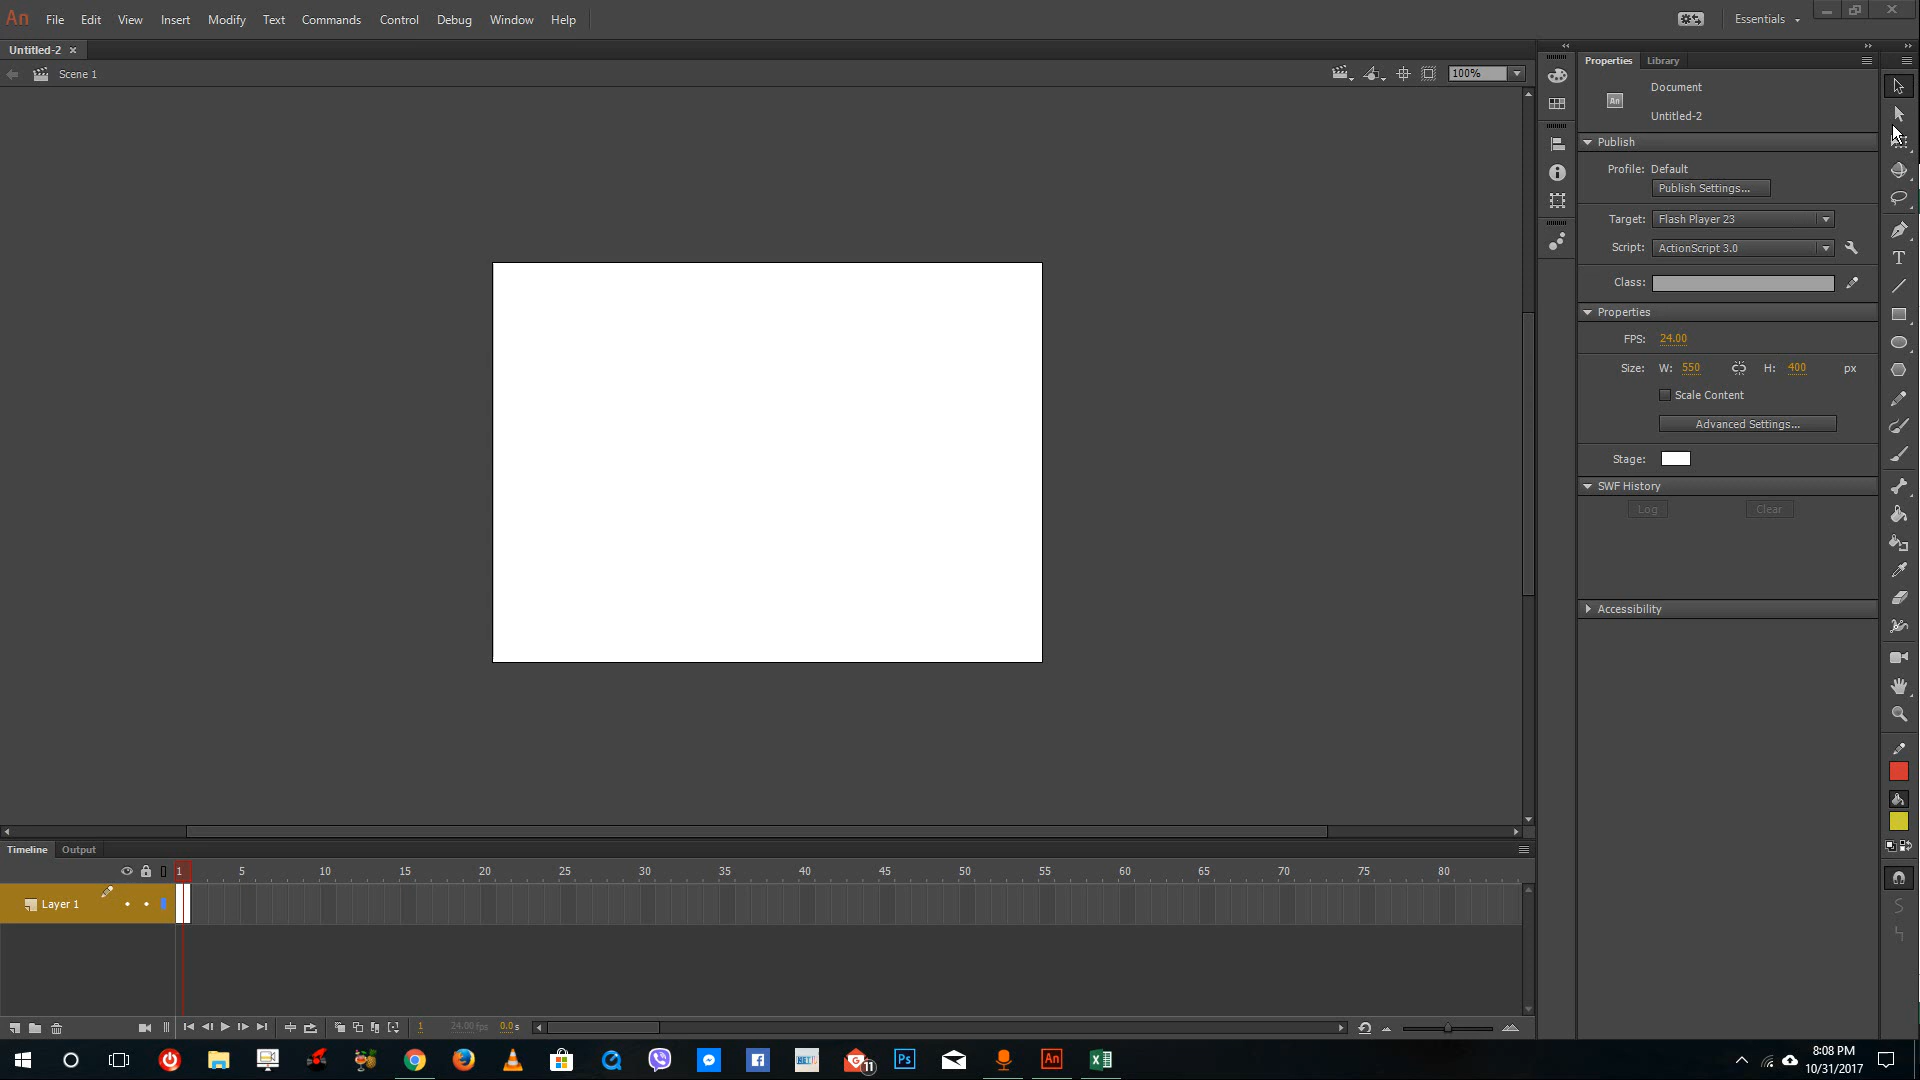 An File Edit View Insert Modify Text Commands Control Debug Window Help Essentials
Untitled-2
Scene 1
100%
Properties Library
Document
An
Untitled-2
Publish
Profile: Default
Publish Settings...
Target: Flash Player 23
Script: ActionScript 3.0
Class:
Properties
FPS: 24.00
Size: W: 550 H: 400 px
Scale Content
Advanced Settings...
Stage:
SWF History
Log Clear
Accessibility
Timeline Output
1 5 10 15 20 25 30 35 40 45 50 55 60 65 70 75 80
Layer 1
1 24.00 fps 0.0 s
11 Ps An
8:08 PM
10/31/2017